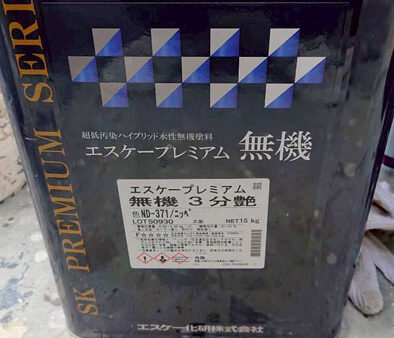 SK PREMIUM SERI
超低汚染ハイブリッド水性無機塗料
エスケープレミアム 無機
エスケープレミアム
無機 3分艶
色 ND-371/ニッペ
LOT50930 大阪 NET15 kg
エスケー化研株式会社